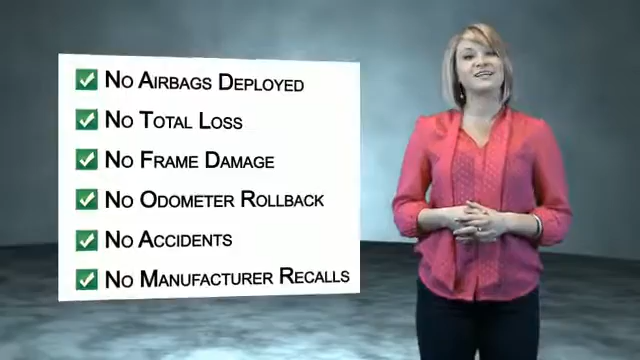 No Airbags Deployed
No Total Loss
No Frame Damage
No Odometer Rollback
No Accidents
No Manufacturer Recalls